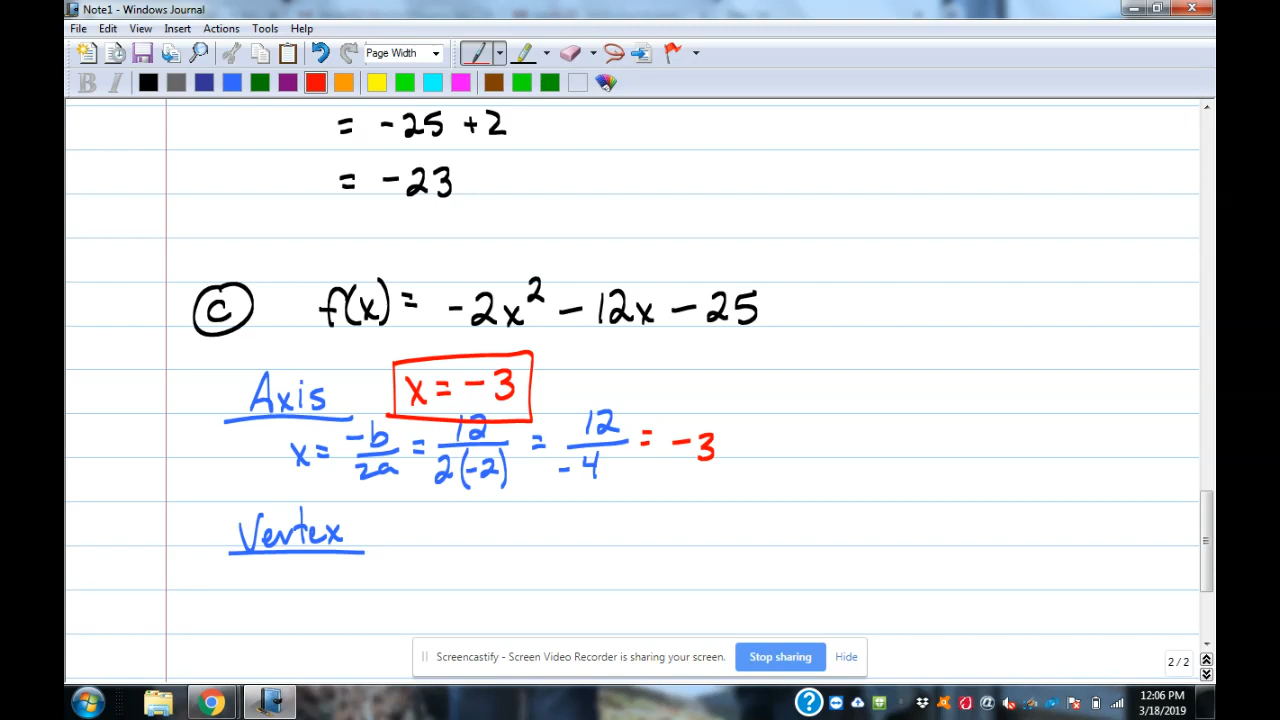 Note1 - Windows Journal
File Edit View Insert Actions Tools Help
Page Width
B I
= -25 +2
= -23
c f(x) = -2x² - 12x - 25
Axis x = -3
x = -b/2a = 12/2(-2) = 12/-4 = -3
Vertex
Screencastify - Screen Video Recorder is sharing your screen. Stop sharing Hide
2 / 2
12:06 PM
3/18/2019